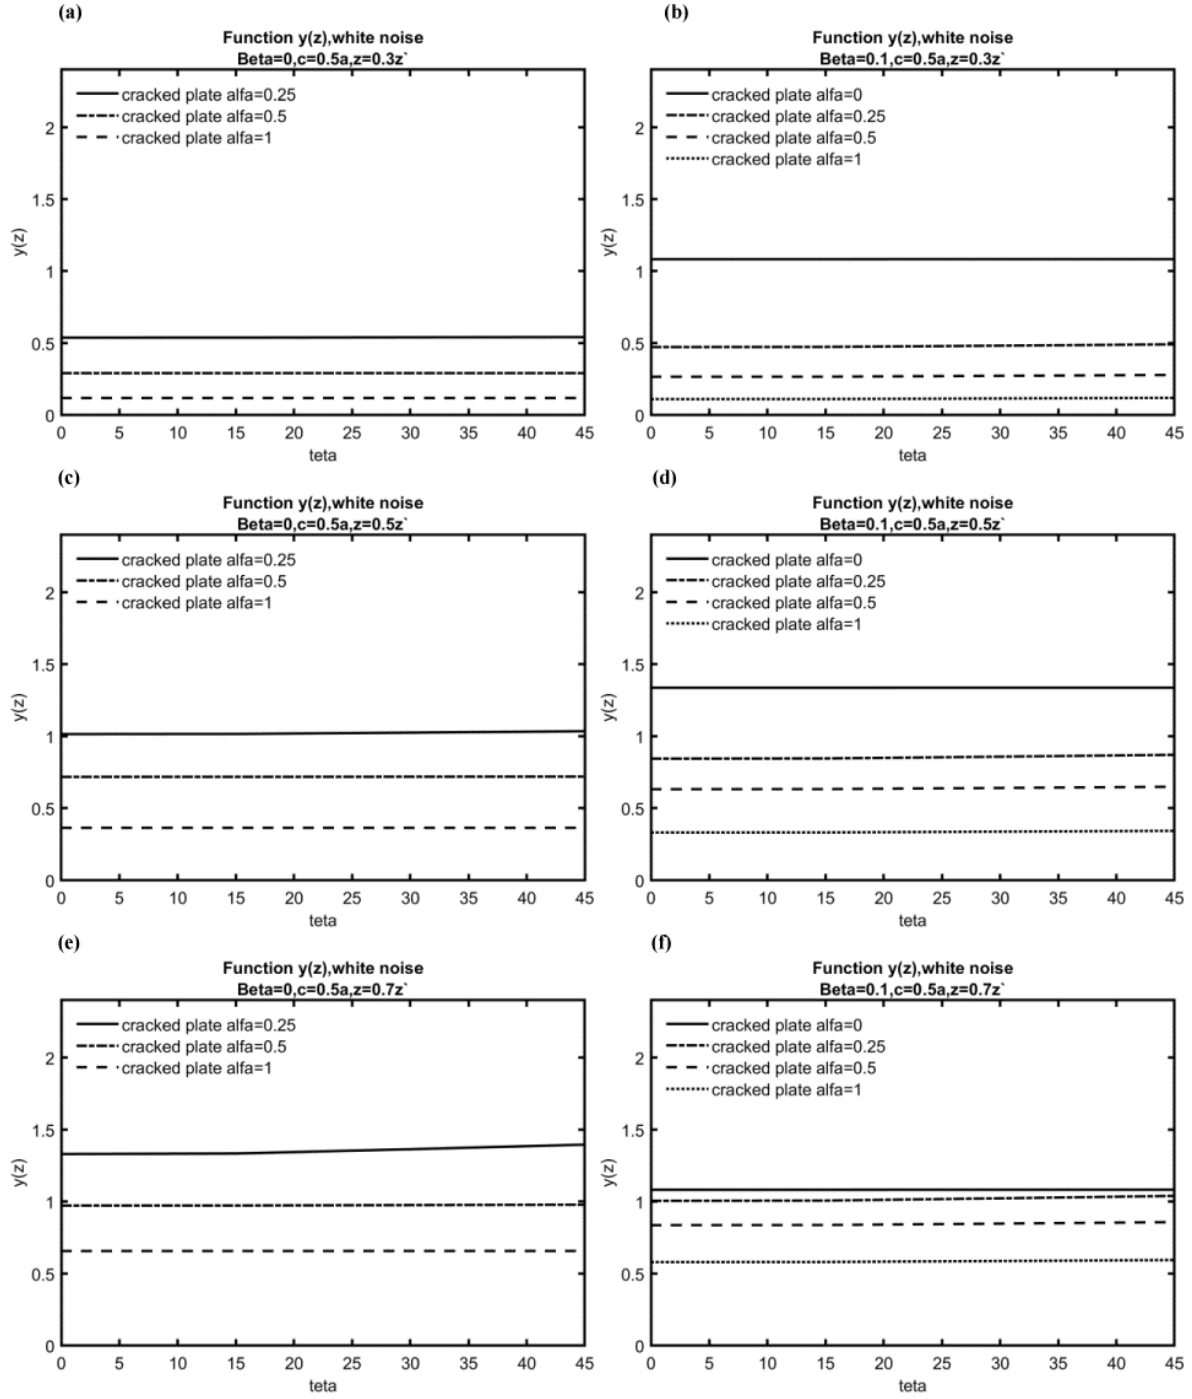 (a)
Function y(z),white noise
Beta=0,c=0.5a,z=0.3z`
cracked plate alfa=0.25
cracked plate alfa=0.5
cracked plate alfa=1
2
1.5
1
0.5
0
y(z)
0 5 10 15 20 25 30 35 40 45
teta
(b)
Function y(z),white noise
Beta=0.1,c=0.5a,z=0.3z`
cracked plate alfa=0
cracked plate alfa=0.25
cracked plate alfa=0.5
cracked plate alfa=1
2
1.5
1
0.5
0
y(z)
0 5 10 15 20 25 30 35 40 45
teta
(c)
Function y(z),white noise
Beta=0,c=0.5a,z=0.5z`
cracked plate alfa=0.25
cracked plate alfa=0.5
cracked plate alfa=1
2
1.5
1
0.5
0
y(z)
0 5 10 15 20 25 30 35 40 45
teta
(d)
Function y(z),white noise
Beta=0.1,c=0.5a,z=0.5z`
cracked plate alfa=0
cracked plate alfa=0.25
cracked plate alfa=0.5
cracked plate alfa=1
2
1.5
1
0.5
0
y(z)
0 5 10 15 20 25 30 35 40 45
teta
(e)
Function y(z),white noise
Beta=0,c=0.5a,z=0.7z`
cracked plate alfa=0.25
cracked plate alfa=0.5
cracked plate alfa=1
2
1.5
1
0.5
0
y(z)
0 5 10 15 20 25 30 35 40 45
teta
(f)
Function y(z),white noise
Beta=0.1,c=0.5a,z=0.7z`
cracked plate alfa=0
cracked plate alfa=0.25
cracked plate alfa=0.5
cracked plate alfa=1
2
1.5
1
0.5
0
y(z)
0 5 10 15 20 25 30 35 40 45
teta